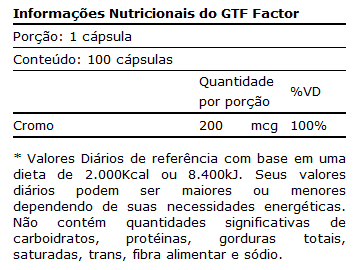 Informações Nutricionais do GTF Factor
Porção: 1 cápsula
Conteúdo: 100 cápsulas
Quantidade por porção %VD
Cromo 200 mcg 100%
* Valores Diários de referência com base em uma
dieta de 2.000Kcal ou 8.400kJ. Seus valores
diários podem ser maiores ou menores
dependendo de suas necessidades energéticas.
Não contém quantidades significativas de
carboidratos, protéinas, gorduras totais,
saturadas, trans, fibra alimentar e sódio.